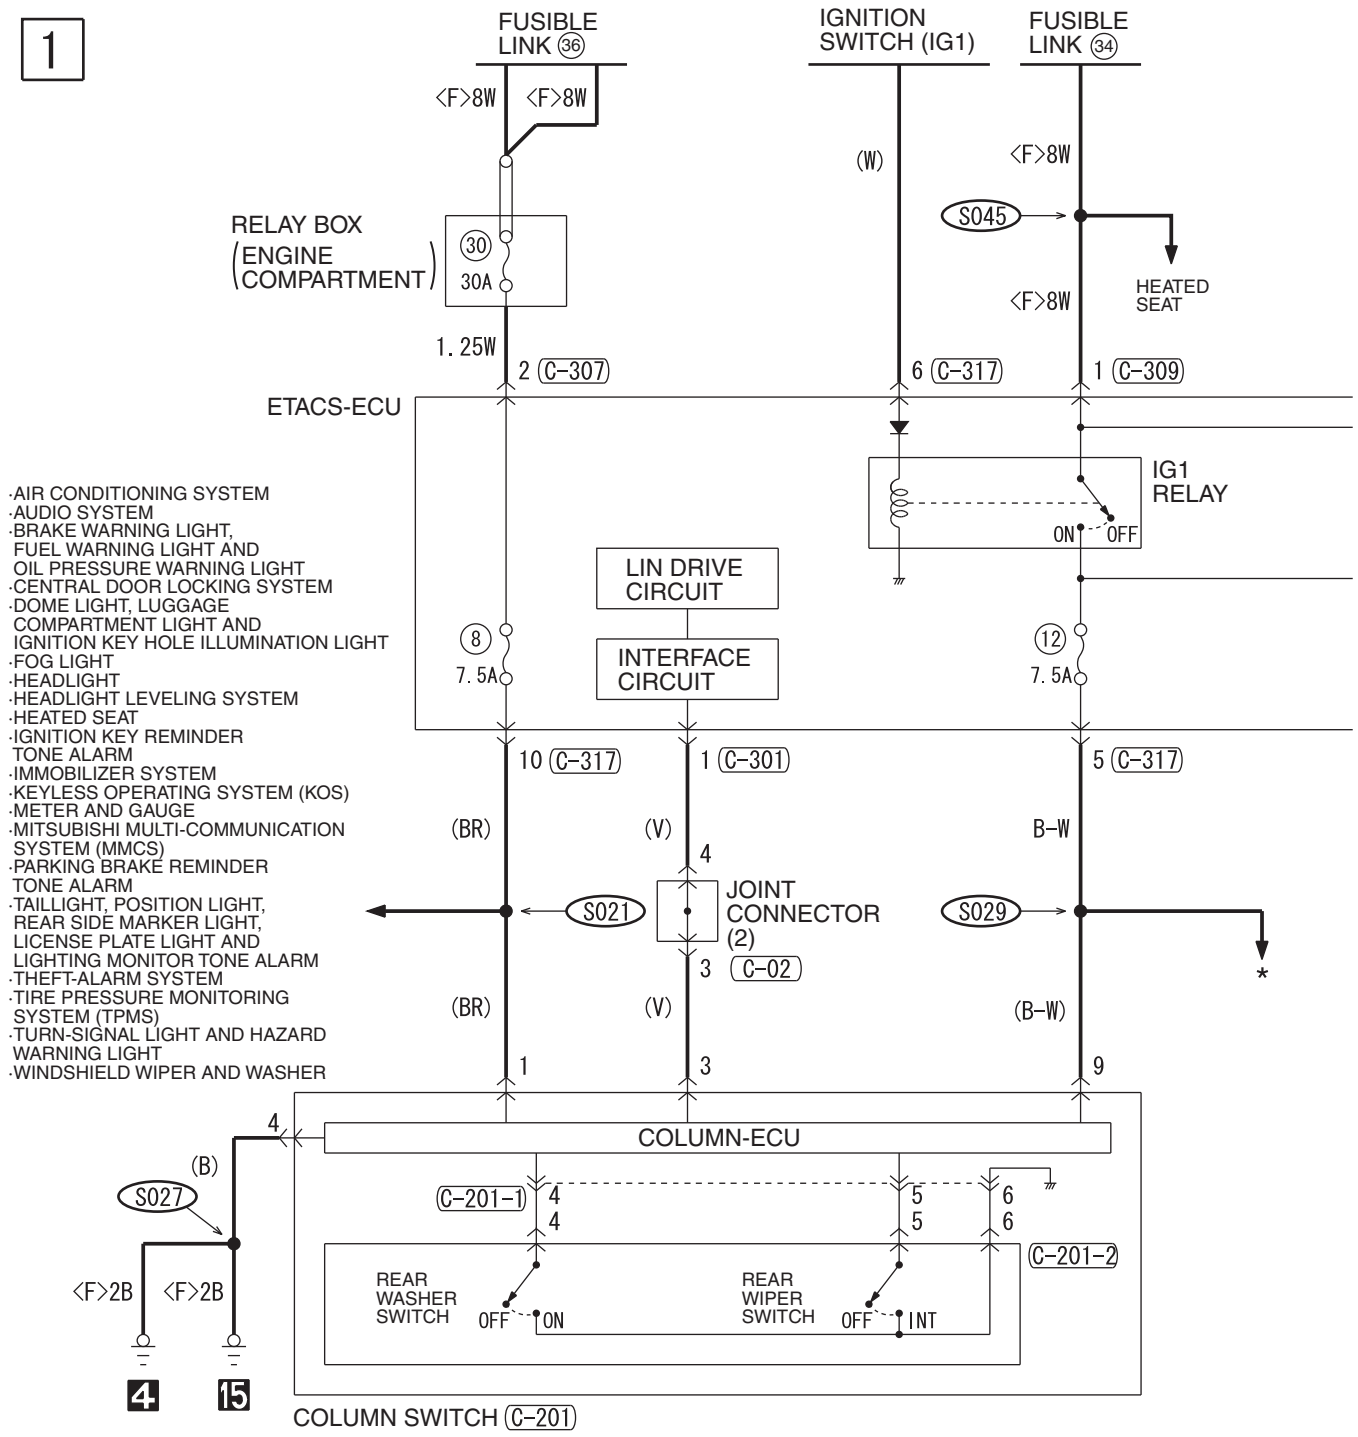 1
FUSIBLE
LINK 36
IGNITION
SWITCH (IG1)
FUSIBLE
LINK 34
<F>8W
<F>8W
(W)
<F>8W
S045
HEATED
SEAT
<F>8W
RELAY BOX
(ENGINE
COMPARTMENT)
30
30A
1.25W
2 C-307
6 C-317
1 C-309
ETACS-ECU
IG1
RELAY
ON OFF
LIN DRIVE
CIRCUIT
INTERFACE
CIRCUIT
8
7.5A
12
7.5A
·AIR CONDITIONING SYSTEM
·AUDIO SYSTEM
·BRAKE WARNING LIGHT,
FUEL WARNING LIGHT AND
OIL PRESSURE WARNING LIGHT
·CENTRAL DOOR LOCKING SYSTEM
·DOME LIGHT, LUGGAGE
COMPARTMENT LIGHT AND
IGNITION KEY HOLE ILLUMINATION LIGHT
·FOG LIGHT
·HEADLIGHT
·HEADLIGHT LEVELING SYSTEM
·HEATED SEAT
·IGNITION KEY REMINDER
TONE ALARM
·IMMOBILIZER SYSTEM
·KEYLESS OPERATING SYSTEM (KOS)
·METER AND GAUGE
·MITSUBISHI MULTI-COMMUNICATION
SYSTEM (MMCS)
·PARKING BRAKE REMINDER
TONE ALARM
·TAILLIGHT, POSITION LIGHT,
REAR SIDE MARKER LIGHT,
LICENSE PLATE LIGHT AND
LIGHTING MONITOR TONE ALARM
·THEFT-ALARM SYSTEM
·TIRE PRESSURE MONITORING
SYSTEM (TPMS)
·TURN-SIGNAL LIGHT AND HAZARD
WARNING LIGHT
·WINDSHIELD WIPER AND WASHER
10 C-317
1 C-301
5 C-317
(BR)
(V)
B-W
4
S021
JOINT
CONNECTOR
(2)
S029
*
3 C-02
(BR)
(V)
(B-W)
1
3
9
4
COLUMN-ECU
(B)
S027
C-201-1
4
5
6
4
5
6
C-201-2
<F>2B
<F>2B
REAR
WASHER
SWITCH
OFF ON
REAR
WIPER
SWITCH
OFF INT
4
15
COLUMN SWITCH C-201